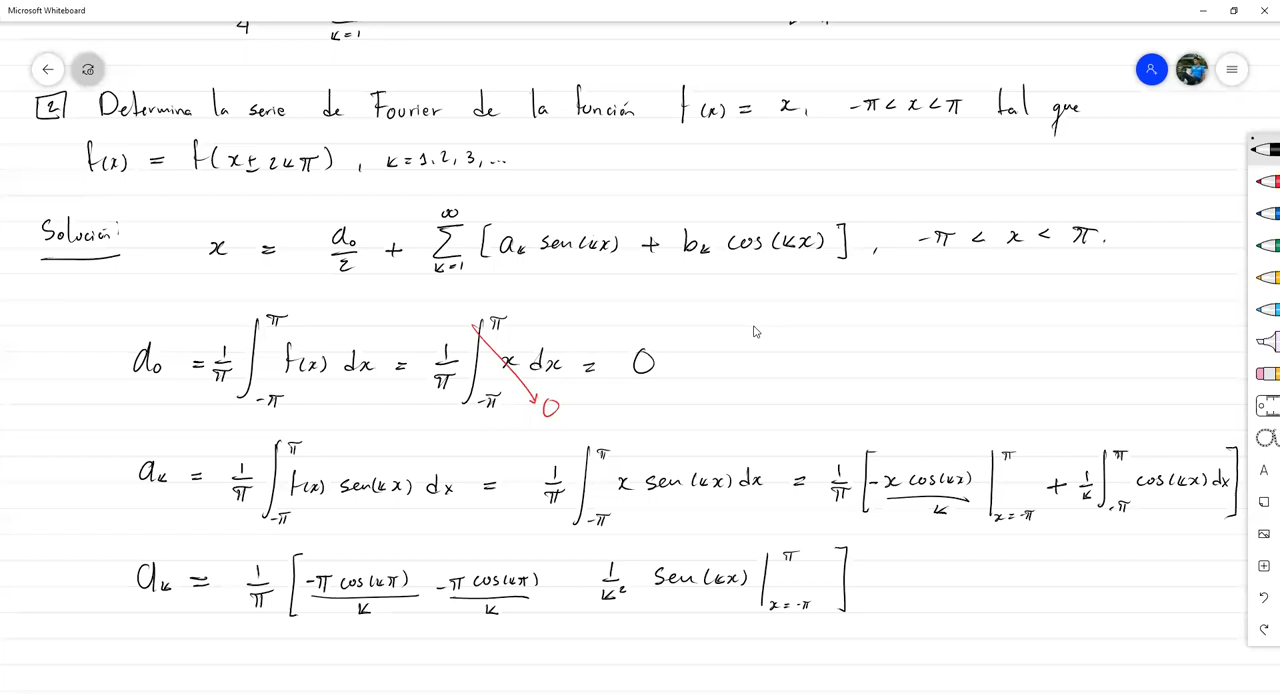 Microsoft Whiteboard
4 k=1
[2] Determina la serie de Fourier de la función f(x) = x, -π < x < π tal que
f(x) = f(x ± 2kπ), k = 1, 2, 3, ...
Solución: x = a₀/2 + ∑_{k=1}^{∞} [a_k sen(kx) + b_k cos(kx)], -π < x < π.
a₀ = 1/π ∫_{-π}^{π} f(x) dx = 1/π ∫_{-π}^{π} x dx = 0
0
a_k = 1/π ∫_{-π}^{π} f(x) sen(kx) dx = 1/π ∫_{-π}^{π} x sen(kx) dx = 1/π [-x cos(kx)/k |_{x=-π}^{π} + 1/k ∫_{-π}^{π} cos(kx) dx]
a_k = 1/π [-π cos(kπ)/k -π cos(kπ)/k 1/k² sen(kx) |_{x=-π}^{π}]
A